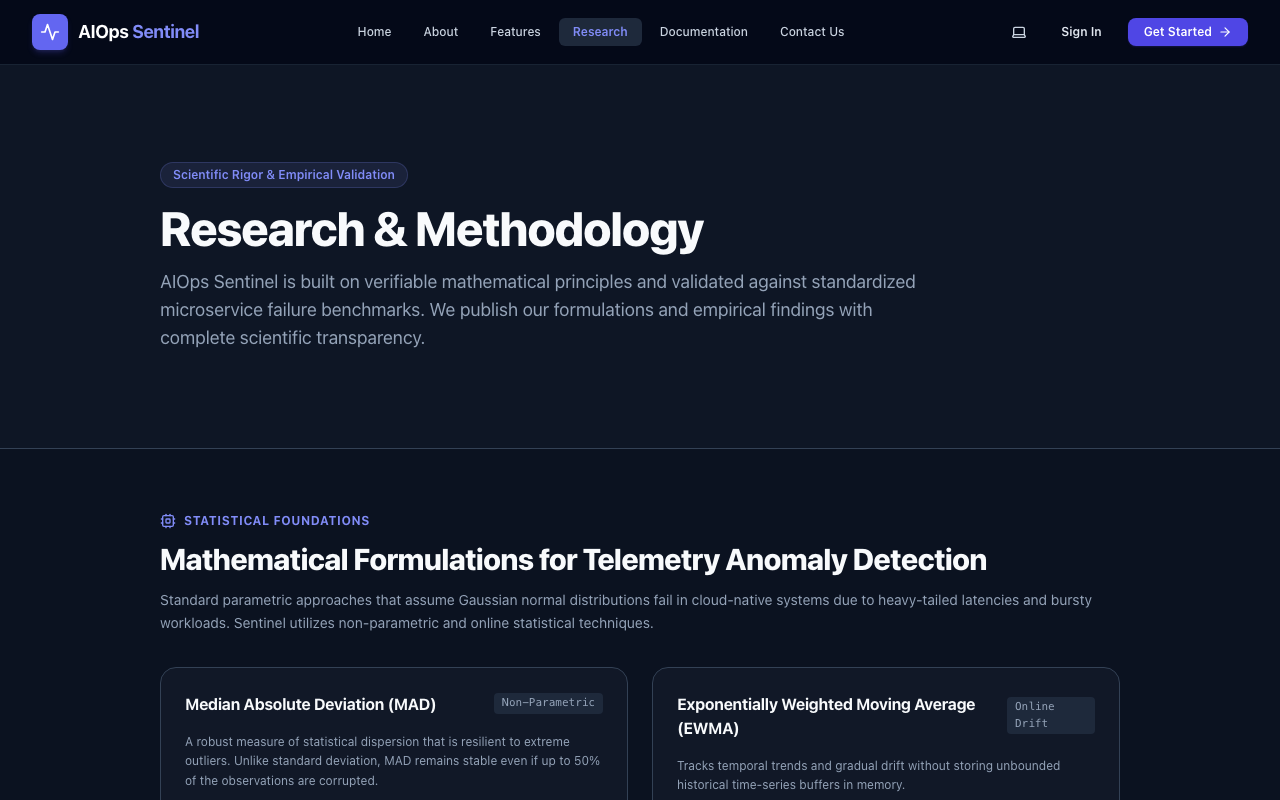 AIOps Sentinel
Home
About
Features
Research
Documentation
Contact Us
Sign In
Get Started
Scientific Rigor & Empirical Validation
Research & Methodology
AIOps Sentinel is built on verifiable mathematical principles and validated against standardized
microservice failure benchmarks. We publish our formulations and empirical findings with
complete scientific transparency.
STATISTICAL FOUNDATIONS
Mathematical Formulations for Telemetry Anomaly Detection
Standard parametric approaches that assume Gaussian normal distributions fail in cloud-native systems due to heavy-tailed latencies and bursty
workloads. Sentinel utilizes non-parametric and online statistical techniques.
Median Absolute Deviation (MAD)
Non-Parametric
A robust measure of statistical dispersion that is resilient to extreme
outliers. Unlike standard deviation, MAD remains stable even if up to 50%
of the observations are corrupted.
Exponentially Weighted Moving Average
(EWMA)
Online
Drift
Tracks temporal trends and gradual drift without storing unbounded
historical time-series buffers in memory.